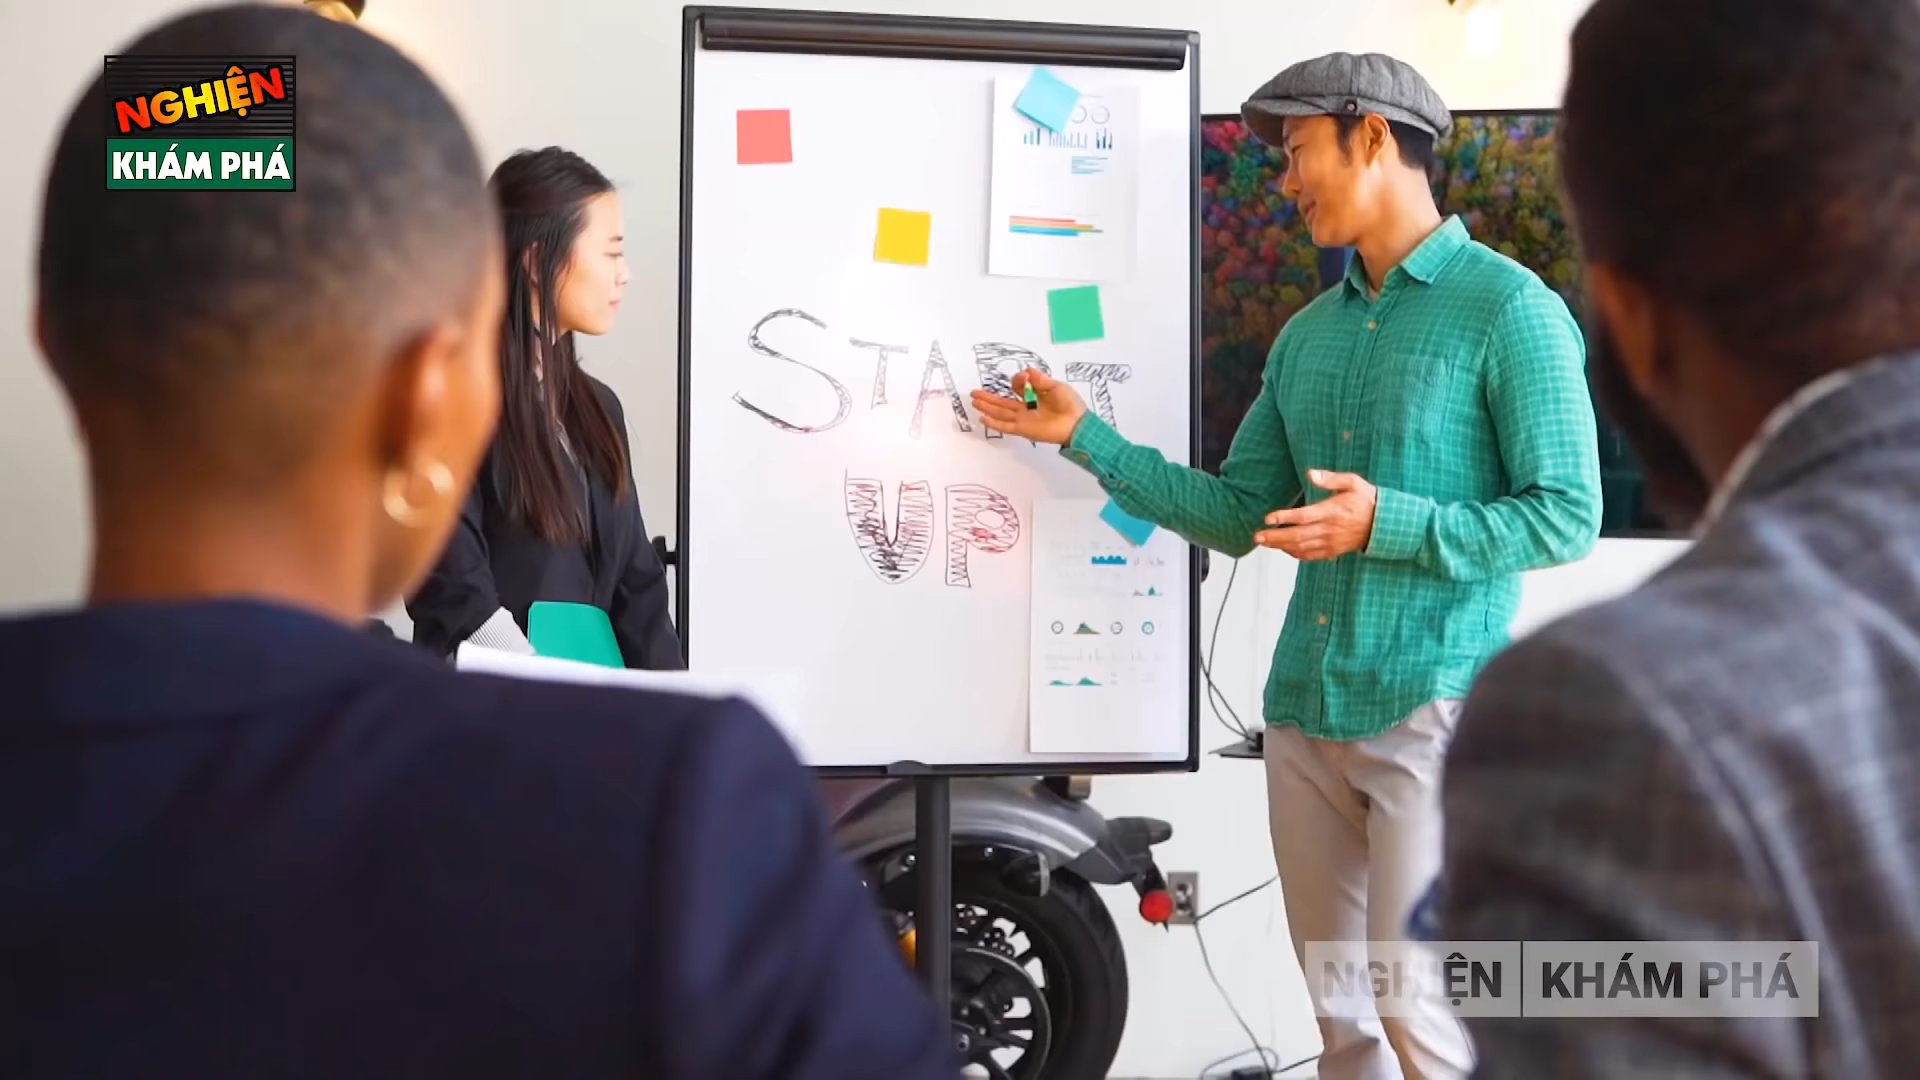 NGHIỆN
KHÁM PHÁ
START
UP
NGHIỆN KHÁM PHÁ